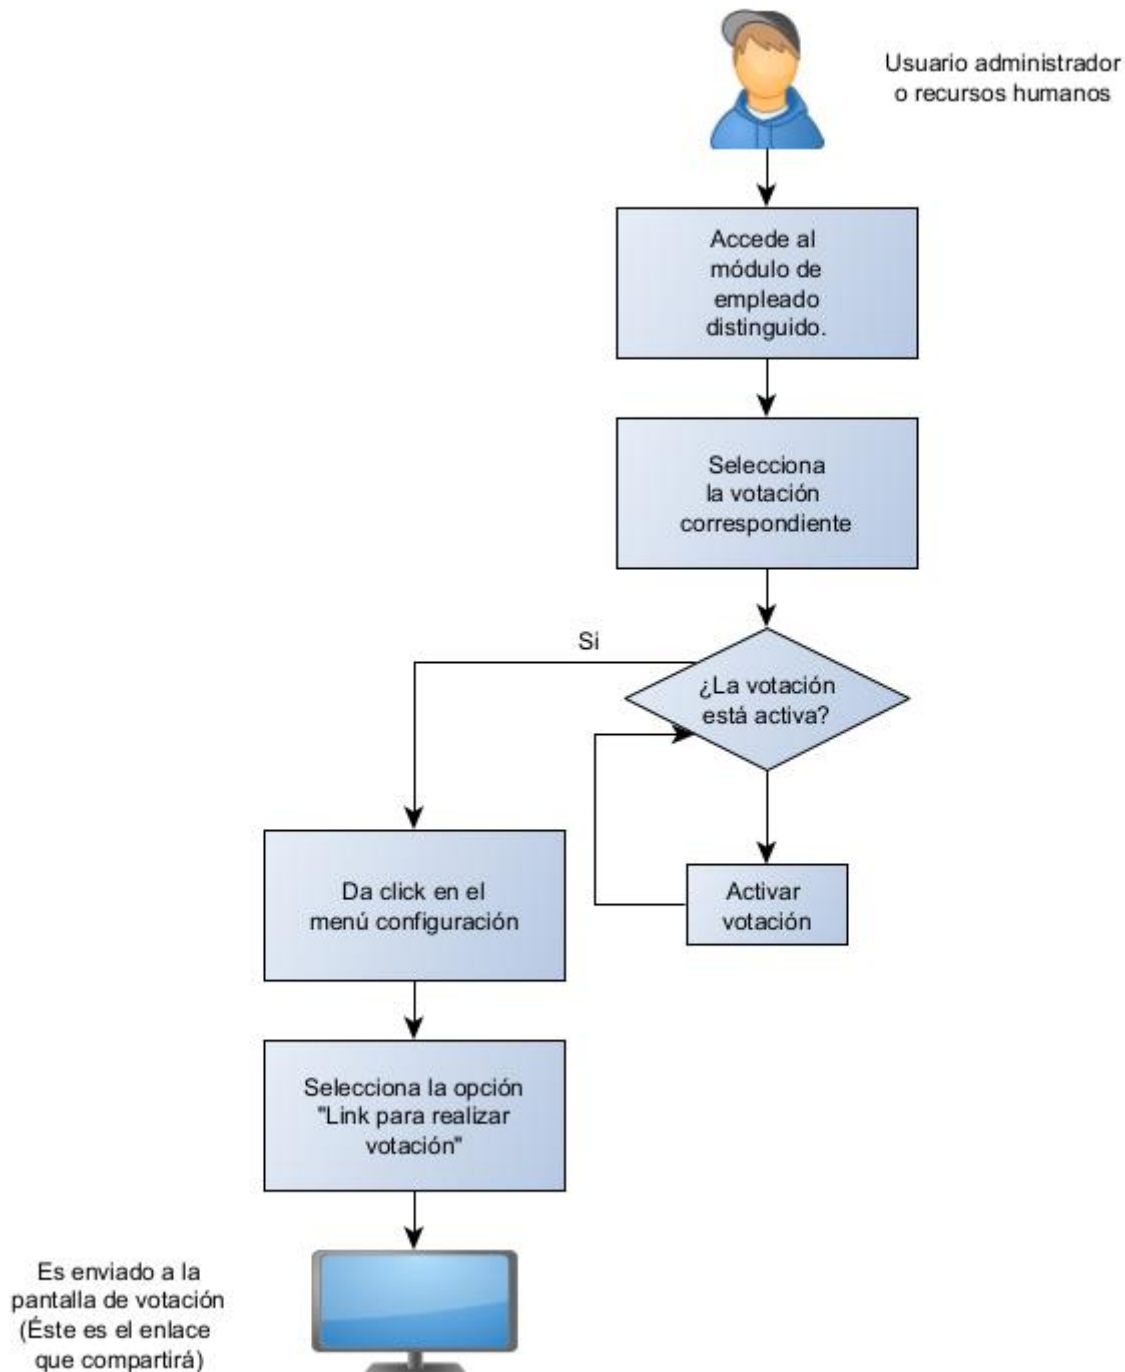 Usuario administrador
o recursos humanos
Accede al
módulo de
empleado
distinguido.
Selecciona
la votación
correspondiente
Si
¿La votación
está activa?
Da click en el
menú configuración
Activar
votación
Selecciona la opción
"Link para realizar
votación"
Es enviado a la
pantalla de votación
(Éste es el enlace
que compartirá)